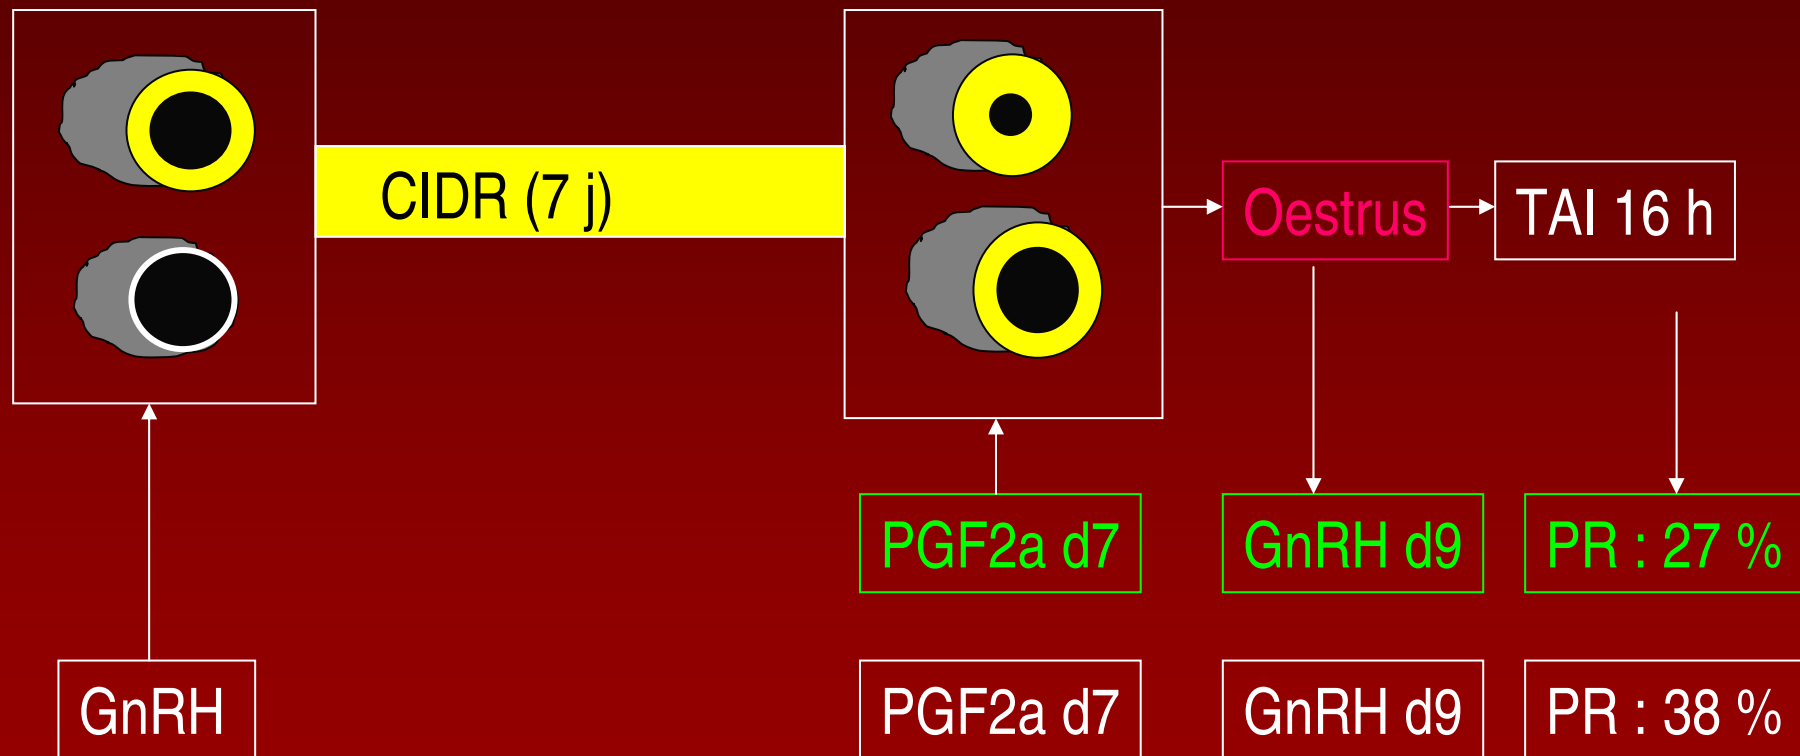 CIDR (7 j)
Oestrus
TAI 16 h
PGF2a d7
GnRH d9
PR : 27 %
GnRH
PGF2a d7
GnRH d9
PR : 38 %